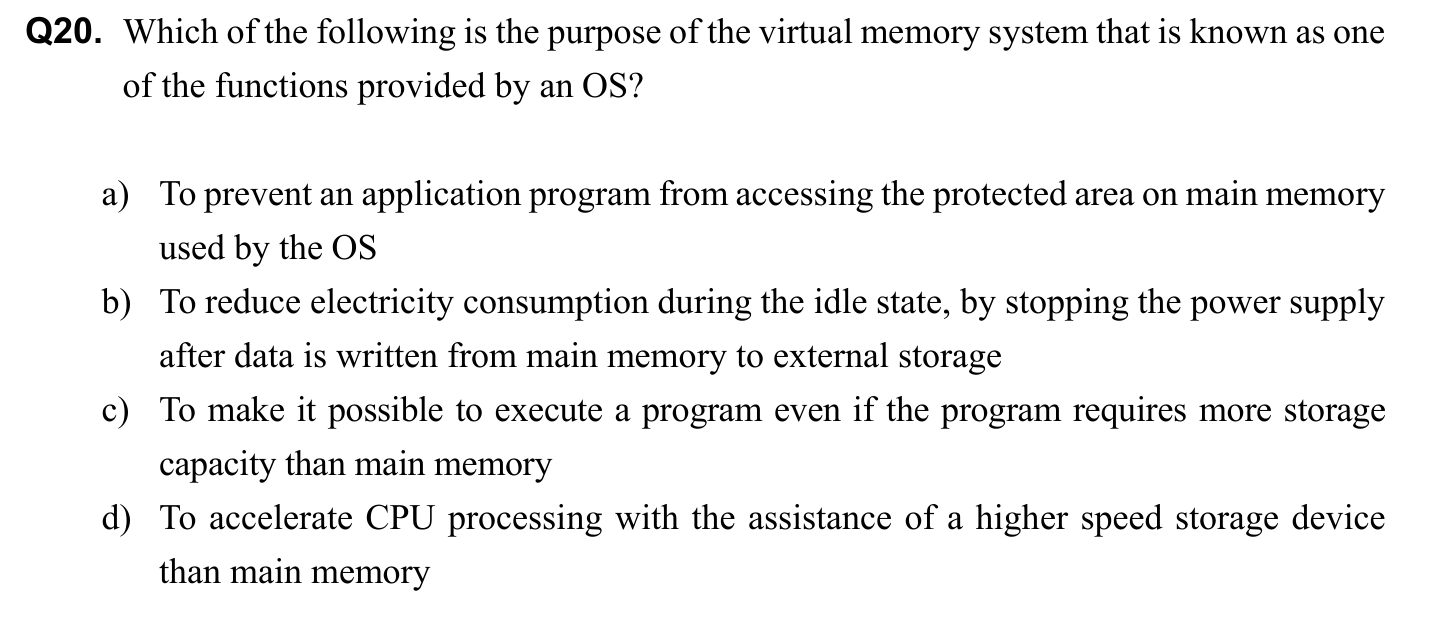 Q20. Which of the following is the purpose of the virtual memory system that is known as one
of the functions provided by an OS?
a) To prevent an application program from accessing the protected area on main memory
used by the OS
b) To reduce electricity consumption during the idle state, by stopping the power supply
after data is written from main memory to external storage
c) To make it possible to execute a program even if the program requires more storage
capacity than main memory
d) To accelerate CPU processing with the assistance of a higher speed storage device
than main memory